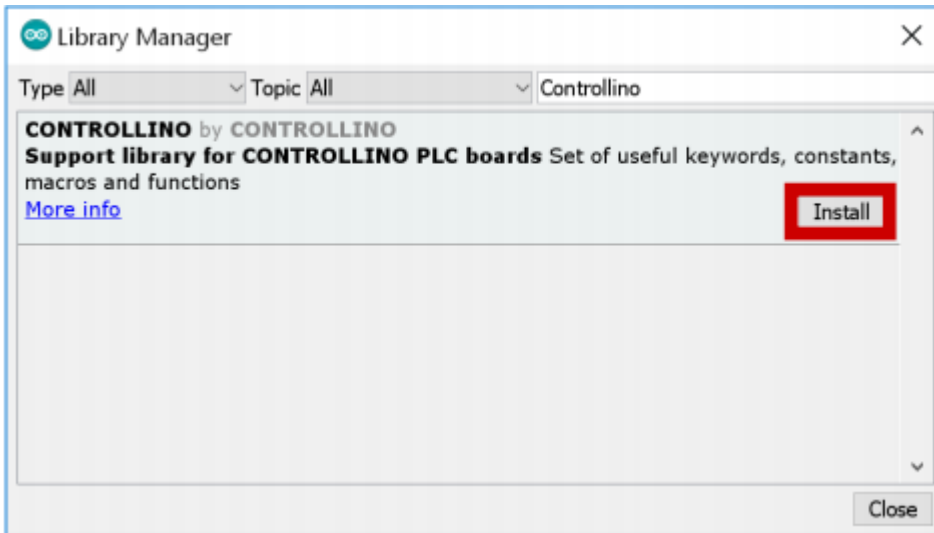 Library Manager
Type All Topic All Controllino
CONTROLLINO by CONTROLLINO
Support library for CONTROLLINO PLC boards Set of useful keywords, constants,
macros and functions
More info
Install
Close